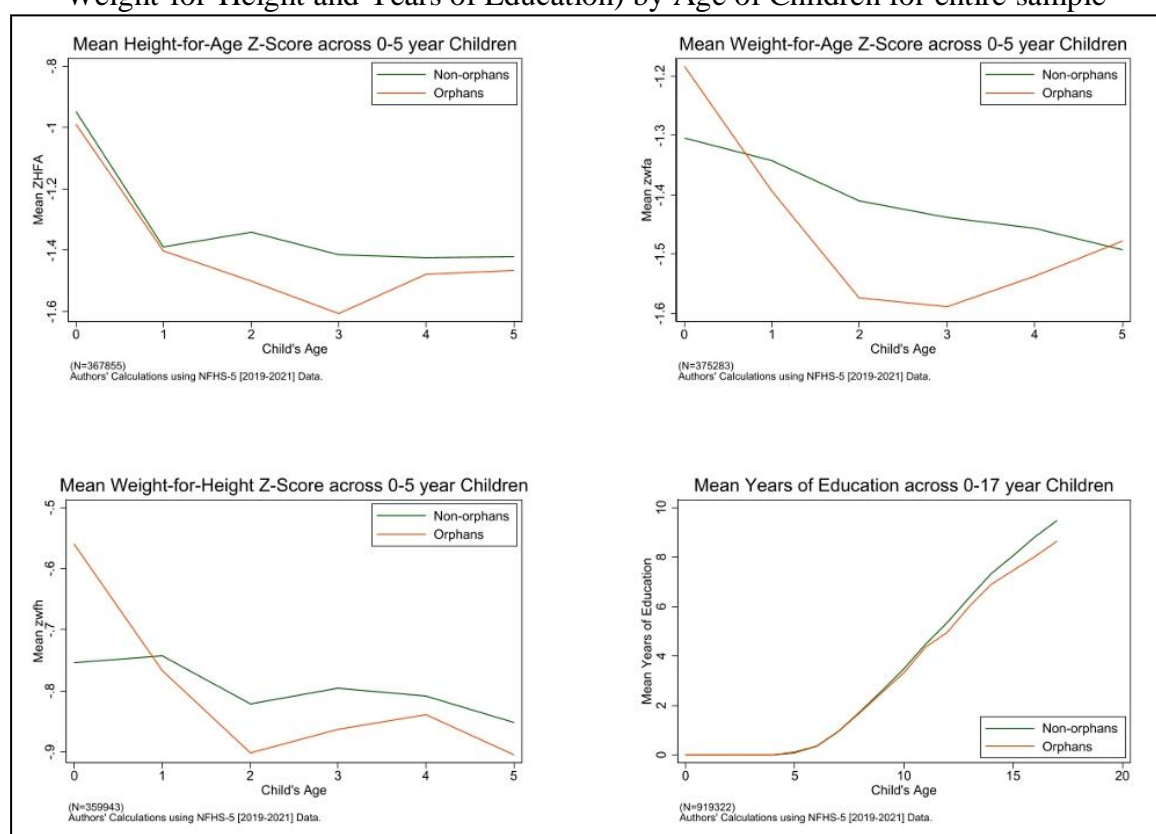 Weight-for-Height and Years of Education) by Age of Children for entire sample
Mean Height-for-Age Z-Score across 0-5 year Children
Non-orphans
Orphans
Mean ZHFA
-.8
-1
-1.2
-1.4
-1.6
0 1 2 3 4 5
Child's Age
(N=367855)
Authors' Calculations using NFHS-5 [2019-2021] Data.
Mean Weight-for-Age Z-Score across 0-5 year Children
Non-orphans
Orphans
Mean zwfa
-1.2
-1.3
-1.4
-1.5
-1.6
0 1 2 3 4 5
Child's Age
(N=375283)
Authors' Calculations using NFHS-5 [2019-2021] Data.
Mean Weight-for-Height Z-Score across 0-5 year Children
Non-orphans
Orphans
Mean zwfh
-.5
-.6
-.7
-.8
-.9
0 1 2 3 4 5
Child's Age
(N=359943)
Authors' Calculations using NFHS-5 [2019-2021] Data.
Mean Years of Education across 0-17 year Children
Mean Years of Education
10
8
6
4
2
0
Non-orphans
Orphans
0 5 10 15 20
Child's Age
(N=919322)
Authors' Calculations using NFHS-5 [2019-2021] Data.